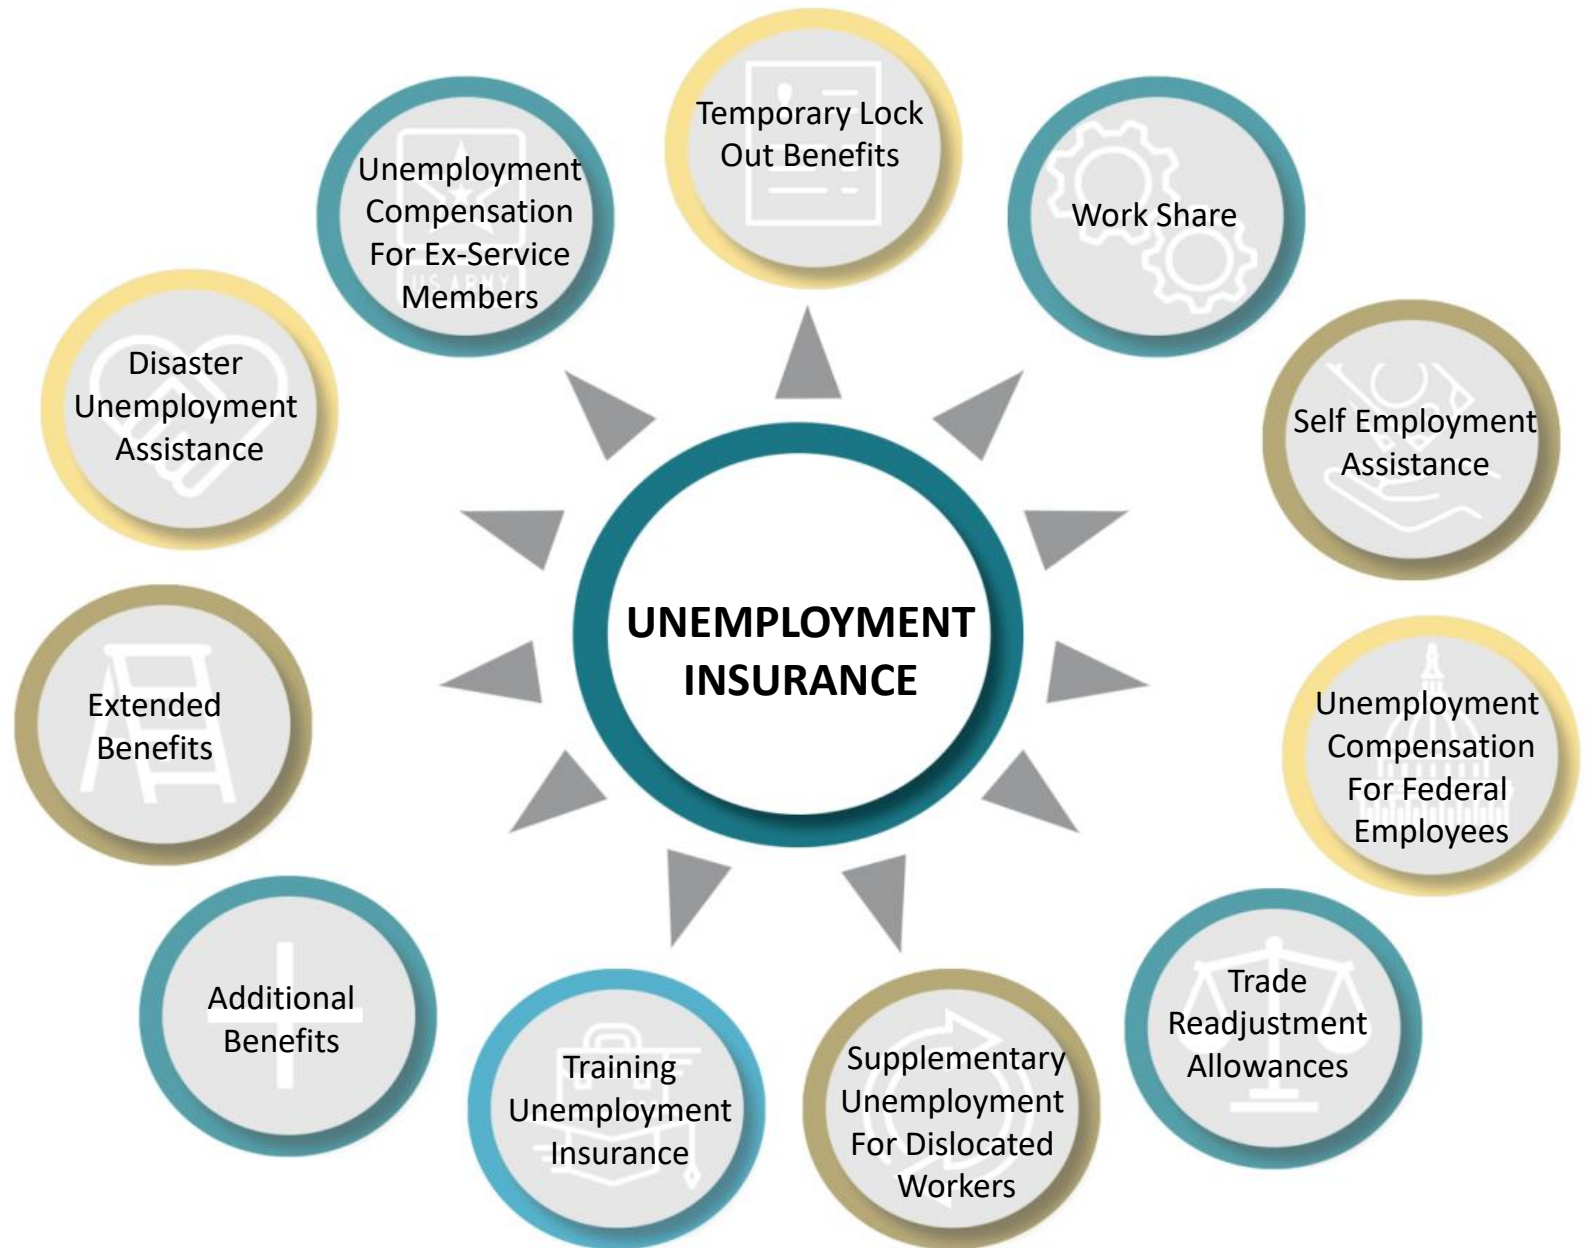 Temporary Lock
Out Benefits
Work Share
Self Employment
Assistance
Unemployment
Compensation
For Federal
Employees
Trade
Readjustment
Allowances
Supplementary
Unemployment
For Dislocated
Workers
Training
Unemployment
Insurance
Additional
Benefits
Extended
Benefits
Disaster
Unemployment
Assistance
Unemployment
Compensation
For Ex-Service
Members
US ARMY
UNEMPLOYMENT
INSURANCE